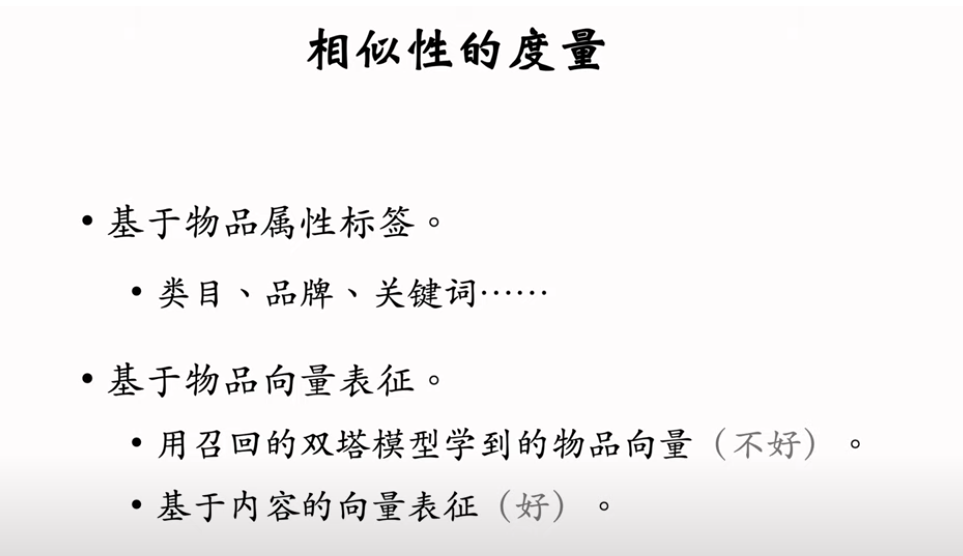 相似性的度量
• 基于物品属性标签。
• 类目、品牌、关键词……
• 基于物品向量表征。
• 用召回的双塔模型学到的物品向量（不好）。
• 基于内容的向量表征（好）。